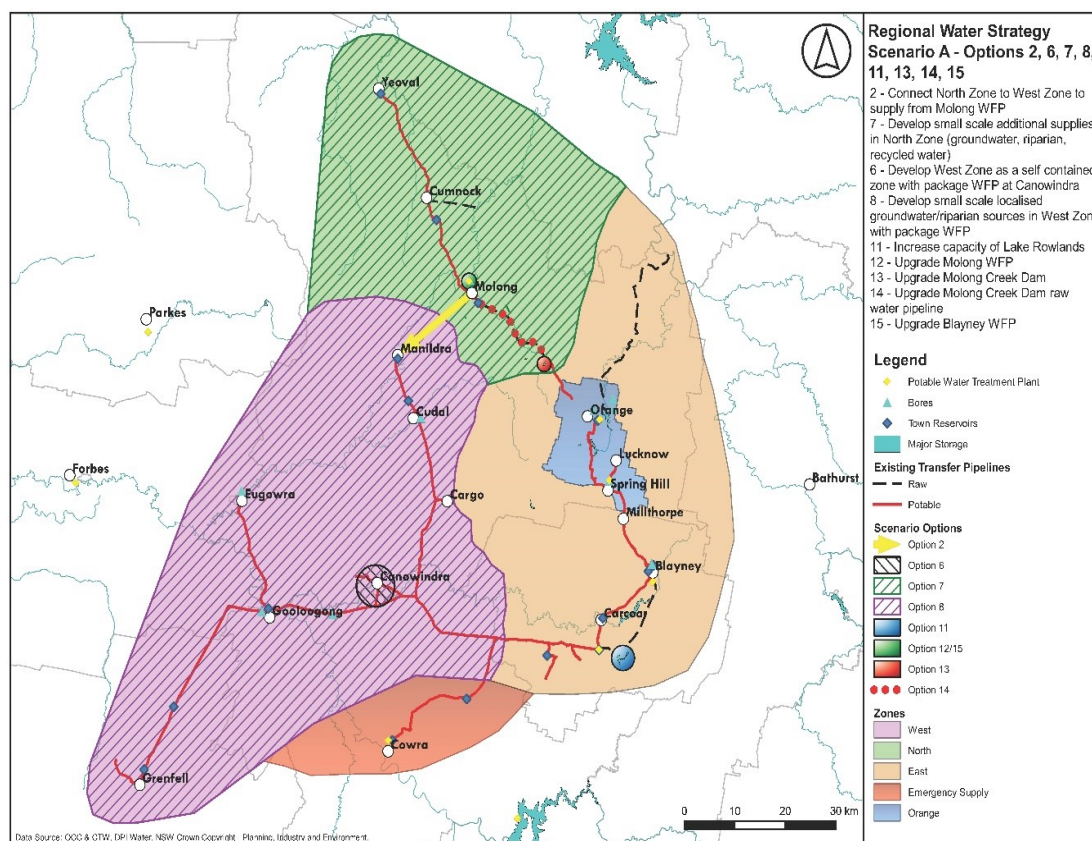 Regional Water Strategy
Scenario A - Options 2, 6, 7, 8,
11, 13, 14, 15
2 - Connect North Zone to West Zone to
supply from Molong WFP
7 - Develop small scale additional supplies
in North Zone (groundwater, riparian,
recycled water)
6 - Develop West Zone as a self contained
zone with package WFP at Canowindra
8 - Develop small scale localised
groundwater/riparian sources in West Zone
with package WFP
11 - Increase capacity of Lake Rowlands
12 - Upgrade Molong WFP
13 - Upgrade Molong Creek Dam
14 - Upgrade Molong Creek Dam raw
water pipeline
15 - Upgrade Blayney WFP
Legend
Potable Water Treatment Plant
Bores
Town Reservoirs
Major Storage
Existing Transfer Pipelines
Raw
Potable
Scenario Options
Option 2
Option 6
Option 7
Option 8
Option 11
Option 12/15
Option 13
Option 14
Zones
West
North
East
Emergency Supply
Orange
Yeoval
Cumnock
Molong
Parkes
Manildra
Cudal
Orange
Lucknow
Forbes
Spring Hill
Bathurst
Eugowra
Cargo
Millthorpe
Canowindra
Blayney
Gooloogong
Carcoar
Cowra
Grenfell
0 10 20 30 km
Data Source: OCC & CTW, DPI Water, NSW Crown Copyright - Planning, Industry and Environment.